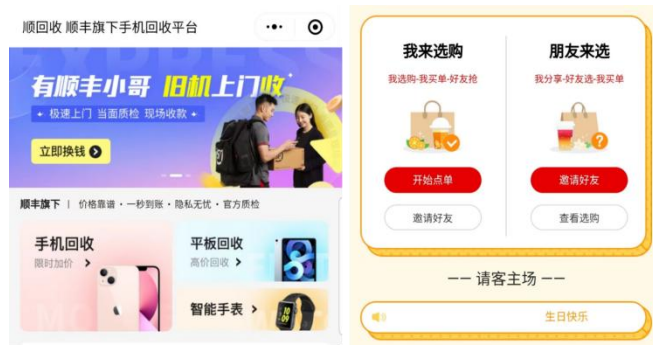 顺回收 顺丰旗下手机回收平台
有顺丰小哥 旧机上门收
极速上门 当面质检 现场收款
立即换钱
顺丰旗下 | 价格靠谱 · 一秒到账 · 隐私无忧 · 官方质检
手机回收
限时加价
平板回收
高价回收
智能手表
我来选购
我选购-我买单-好友抢
开始点单
邀请好友
朋友来选
我分享-好友选-我买单
邀请好友
查看选购
—— 请客主场 ——
生日快乐